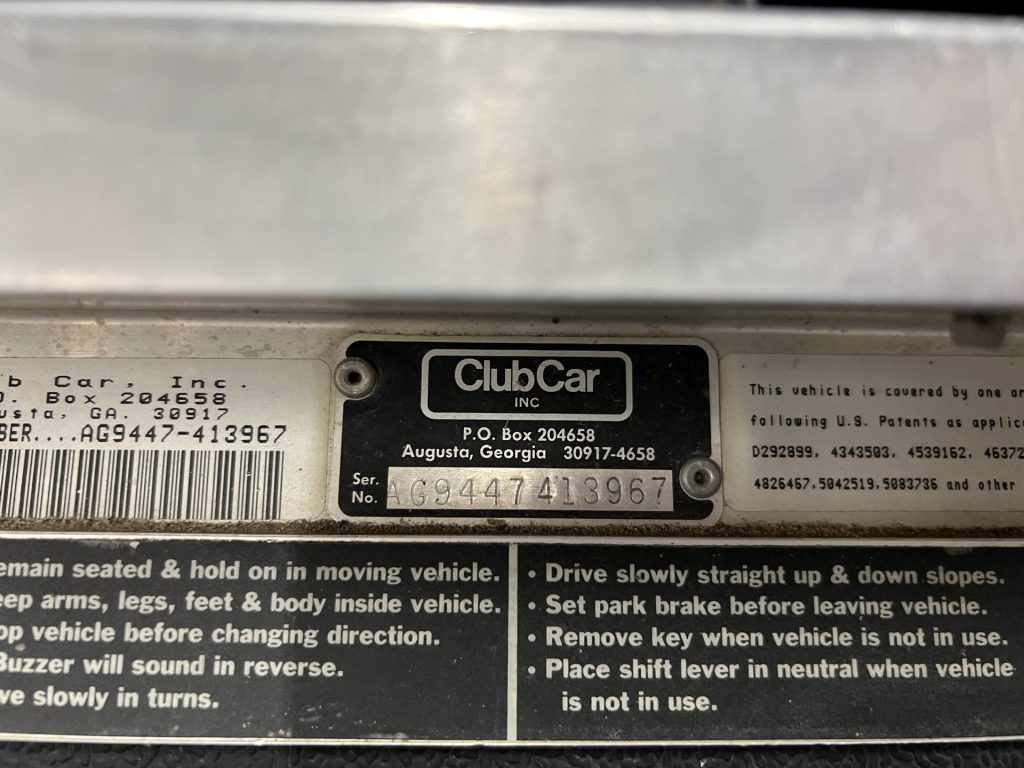 b Car, Inc.
O. Box 204658
usta, GA. 30917
BER....AG9447-413967
ClubCar
INC
P.O. Box 204658
Augusta, Georgia 30917-4658
Ser.
No. AG9447413967
This vehicle is covered by one or
following U.S. Patents as applic
D292899, 4343503, 4539162, 46372
4826467,5042519,5083736 and other
emain seated & hold on in moving vehicle.
eep arms, legs, feet & body inside vehicle.
op vehicle before changing direction.
Buzzer will sound in reverse.
ve slowly in turns.
• Drive slowly straight up & down slopes.
• Set park brake before leaving vehicle.
• Remove key when vehicle is not in use.
• Place shift lever in neutral when vehicle
is not in use.